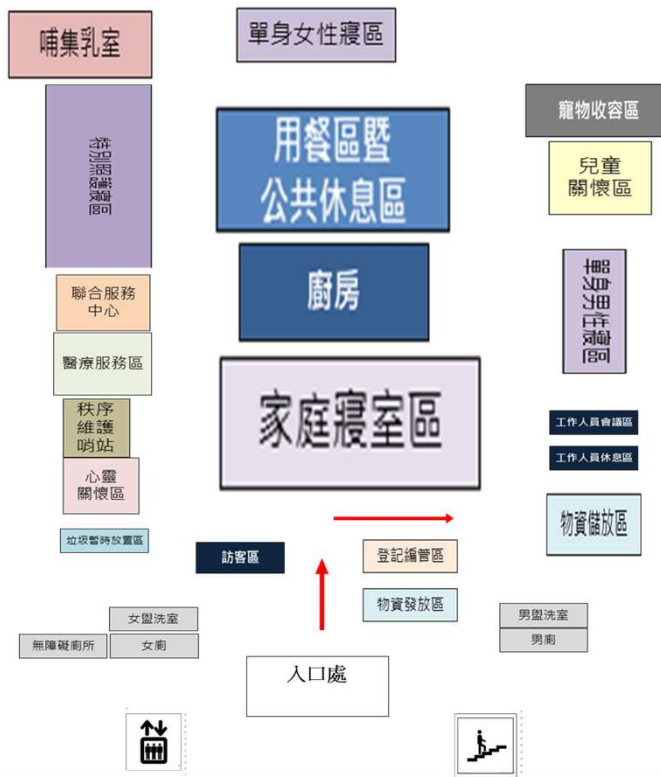 哺集乳室
單身女性寢區
特別照護寢區
用餐區暨
公共休息區
寵物收容區
兒童
關懷區
廚房
單身男性寢區
聯合服務
中心
醫療服務區
家庭寢室區
秩序
維護
哨站
工作人員會議區
工作人員休息區
心靈
關懷區
物資儲放區
垃圾暫時放置區
訪客區
登記編管區
物資發放區
女盥洗室
男盥洗室
無障礙廁所
女廁
男廁
入口處